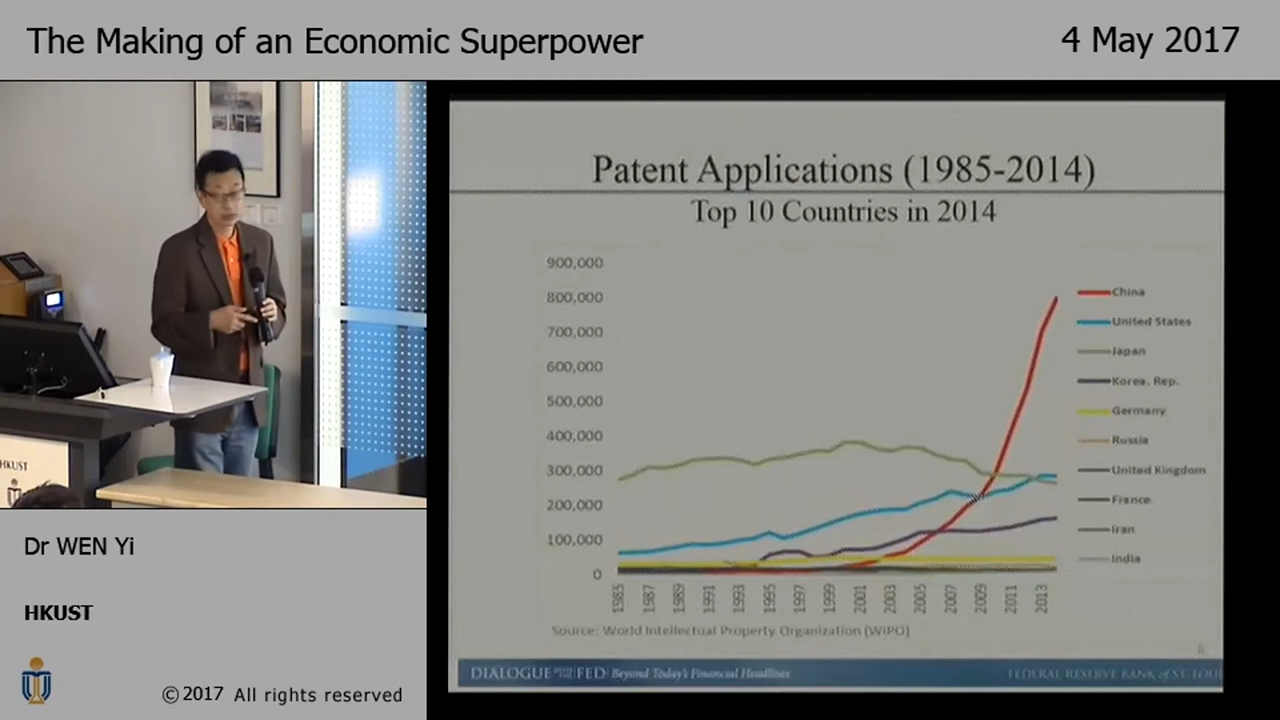 The Making of an Economic Superpower
4 May 2017
Patent Applications (1985-2014)
Top 10 Countries in 2014
900,000
800,000
700,000
600,000
500,000
400,000
300,000
200,000
100,000
0
1985
1987
1989
1991
1993
1995
1997
1999
2001
2003
2005
2007
2009
2011
2013
China
United States
Japan
Korea, Rep.
Germany
Russia
United Kingdom
France
Iran
India
Source: World Intellectual Property Organization (WIPO)
DIALOGUE WITH THE FED Beyond Today's Financial Headlines
FEDERAL RESERVE BANK of ST. LOUI
HKUST
Dr WEN Yi
HKUST
©2017 All rights reserved